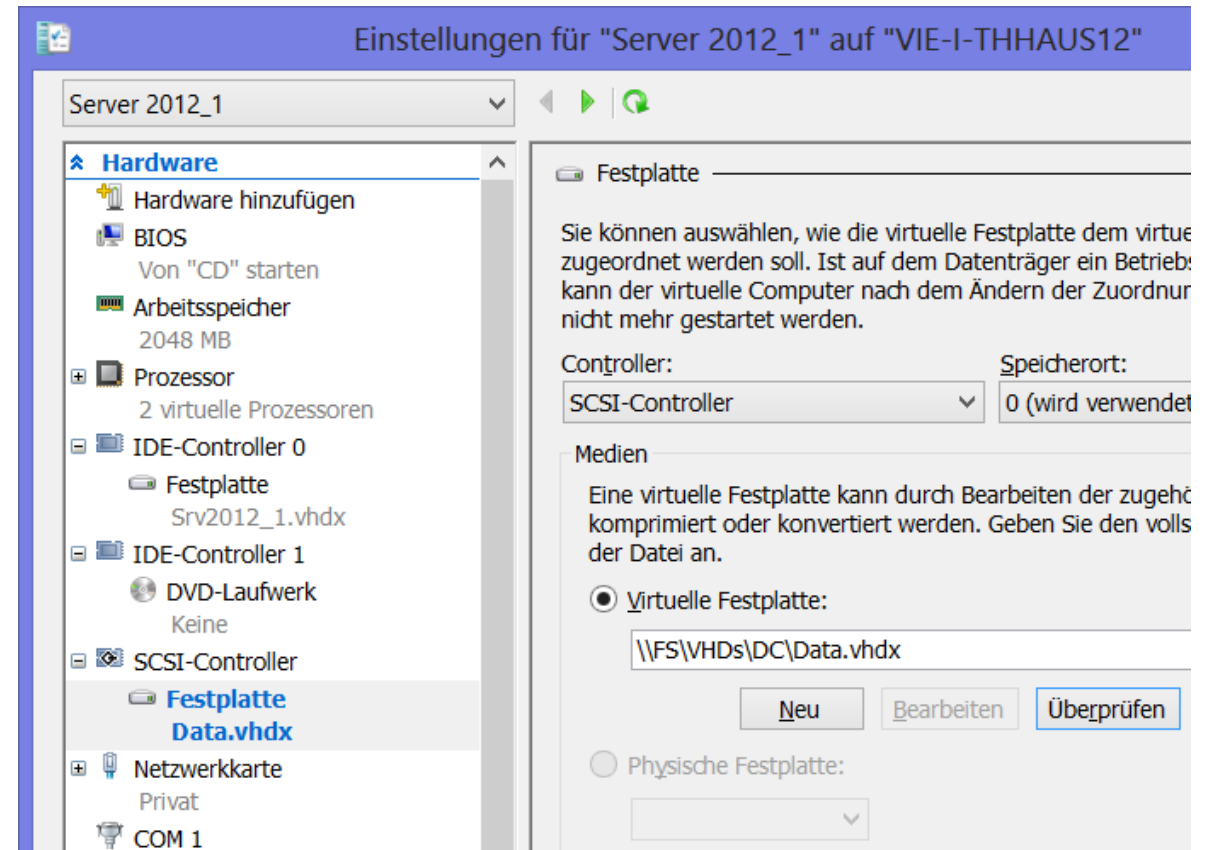 Einstellungen für "Server 2012_1" auf "VIE-I-THHAUS12"
Server 2012_1
Hardware
Hardware hinzufügen
BIOS
Von "CD" starten
Arbeitsspeicher
2048 MB
Prozessor
2 virtuelle Prozessoren
IDE-Controller 0
Festplatte
Srv2012_1.vhdx
IDE-Controller 1
DVD-Laufwerk
Keine
SCSI-Controller
Festplatte
Data.vhdx
Netzwerkkarte
Privat
COM 1
Festplatte
Sie können auswählen, wie die virtuelle Festplatte dem virtue
zugeordnet werden soll. Ist auf dem Datenträger ein Betriebs
kann der virtuelle Computer nach dem Ändern der Zuordnur
nicht mehr gestartet werden.
Controller:
Speicherort:
SCSI-Controller
0 (wird verwendet
Medien
Eine virtuelle Festplatte kann durch Bearbeiten der zugehö
komprimiert oder konvertiert werden. Geben Sie den volls
der Datei an.
Virtuelle Festplatte:
\\FS\VHDs\DC\Data.vhdx
Neu
Bearbeiten
Überprüfen
Physische Festplatte: